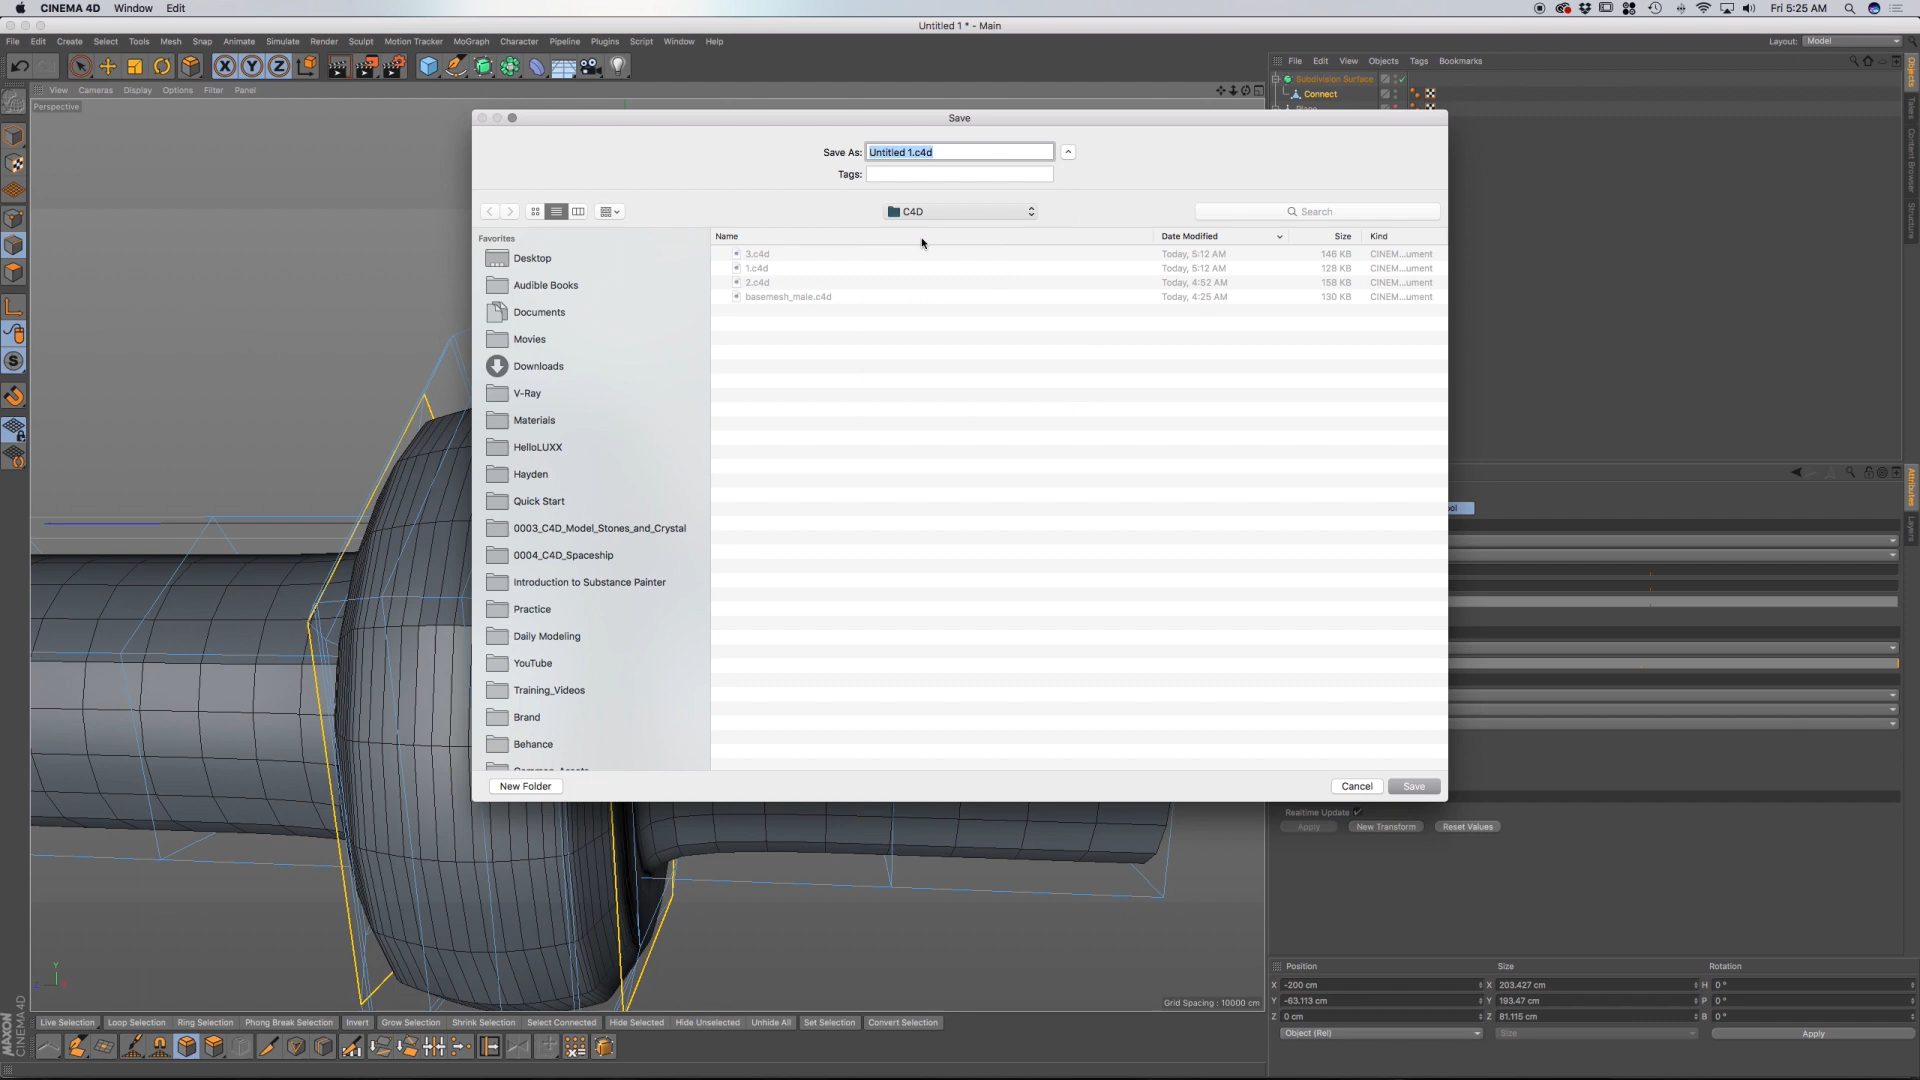 CINEMA 4D Window Edit Fri 5:25 AM
Untitled 1 * - Main
File Edit Create Select Tools Mesh Snap Animate Simulate Render Sculpt Motion Tracker MoGraph Character Pipeline Plugins Script Window Help Layout: Model
File Edit View Objects Tags Bookmarks
Subdivision Surface
Connect
View Cameras Display Options Filter Panel
Perspective
Save
Save As: Untitled 1.c4d
Tags:
C4D
Search
Favorites
Desktop
Audible Books
Documents
Movies
Downloads
V-Ray
Materials
HelloLUXX
Hayden
Quick Start
0003_C4D_Model_Stones_and_Crystal
0004_C4D_Spaceship
Introduction to Substance Painter
Practice
Daily Modeling
YouTube
Training_Videos
Brand
Behance
Name Date Modified Size Kind
3.c4d Today, 5:12 AM 146 KB CINEM...ument
1.c4d Today, 5:12 AM 128 KB CINEM...ument
2.c4d Today, 4:52 AM 158 KB CINEM...ument
basemesh_male.c4d Today, 4:25 AM 130 KB CINEM...ument
New Folder Cancel Save
Objects
Takes
Content Browser
Structure
Attributes
Layers
Realtime Update
Apply New Transform Reset Values
Grid Spacing : 10000 cm
Position Size Rotation
X -200 cm X 203.427 cm H 0 °
Y -63.113 cm Y 193.47 cm P 0 °
Z 0 cm Z 81.115 cm B 0 °
Object (Rel) Size Apply
Live Selection Loop Selection Ring Selection Phong Break Selection Invert Grow Selection Shrink Selection Select Connected Hide Selected Hide Unselected Unhide All Set Selection Convert Selection
MAXON
CINEMA4D